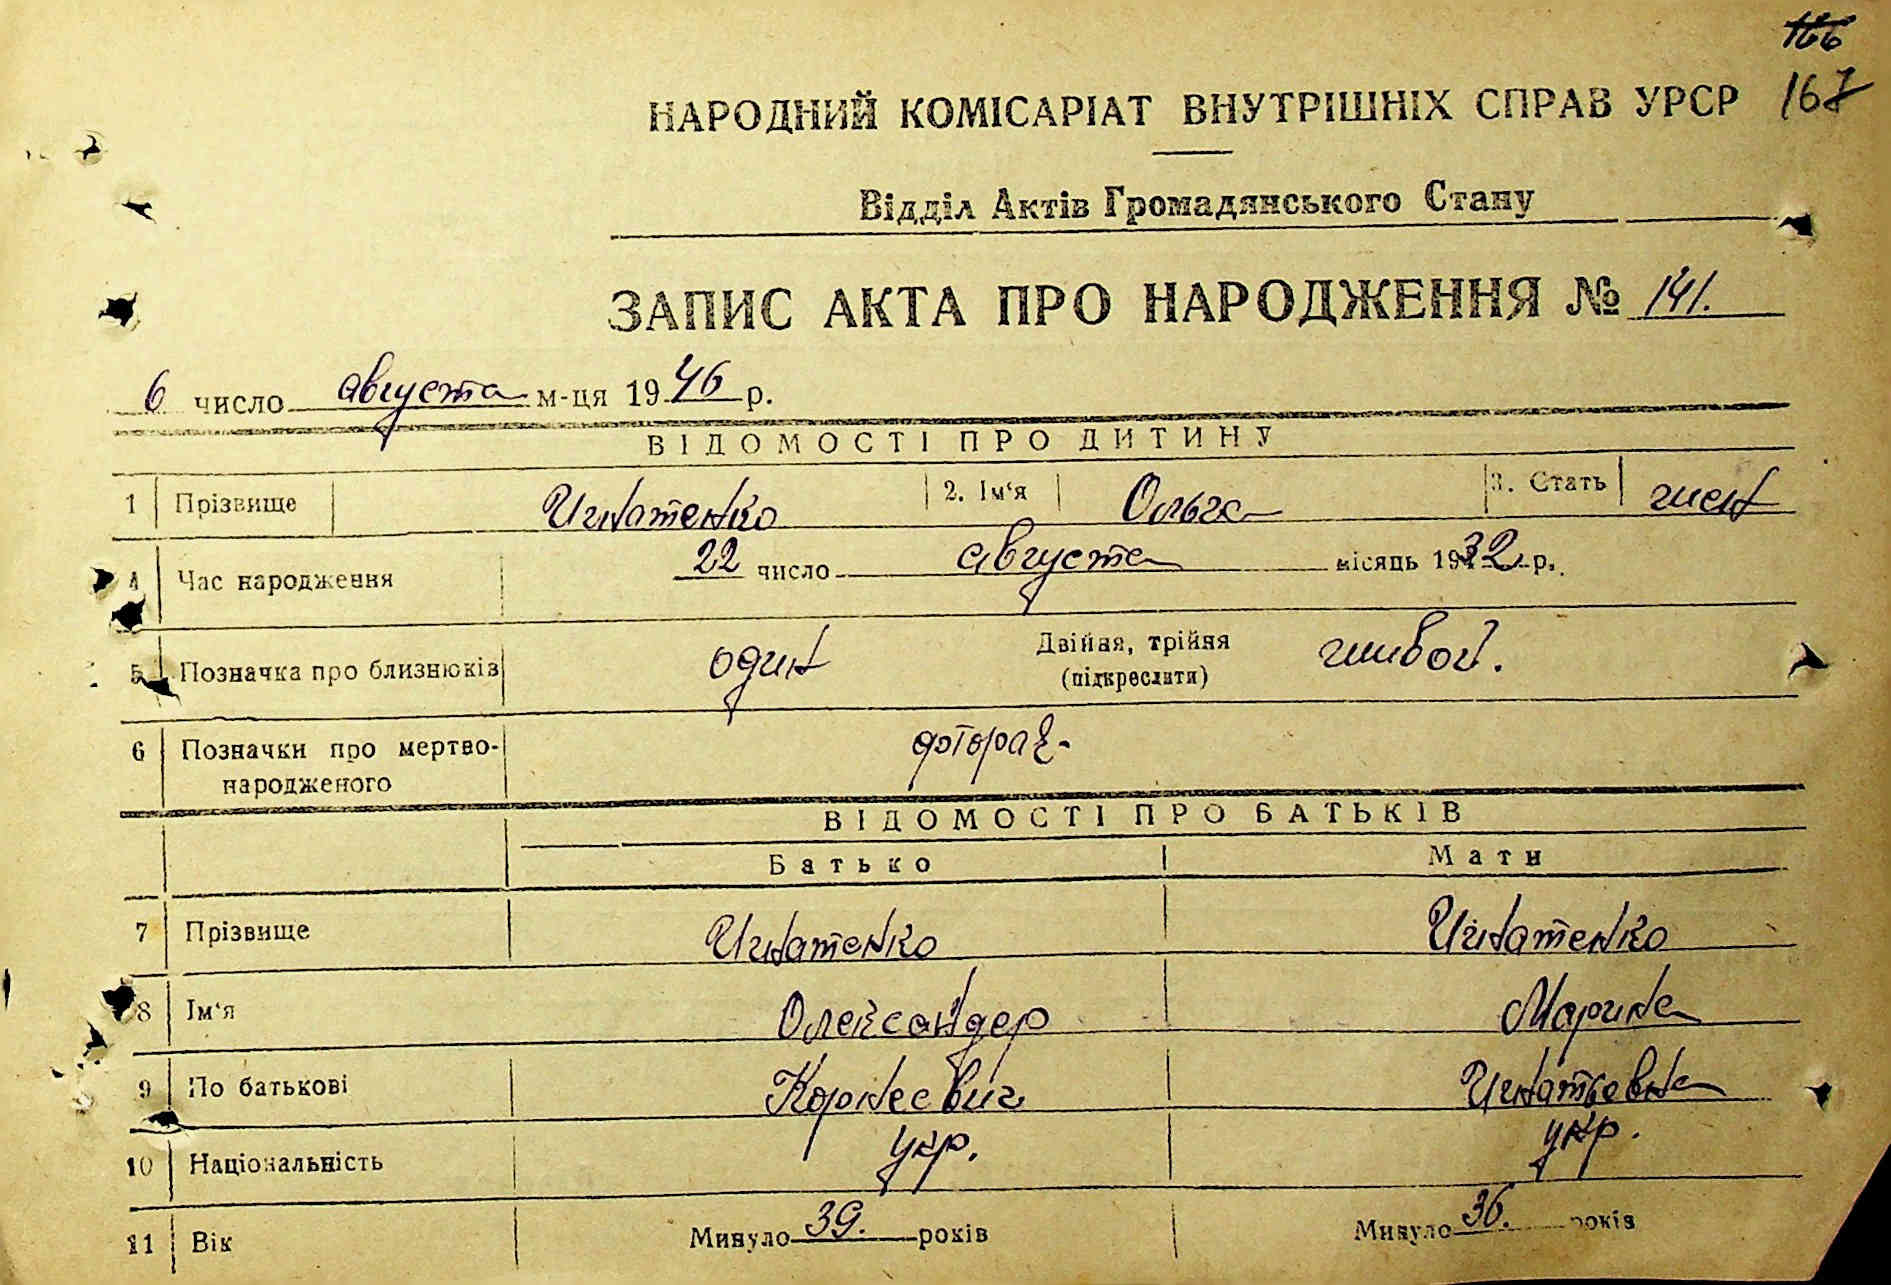 166
167
НАРОДНИЙ КОМІСАРІАТ ВНУТРІШНІХ СПРАВ УРСР
Відділ Актів Громадянського Стану
ЗАПИС АКТА ПРО НАРОДЖЕННЯ № 141.
6 число августа м-ця 1946 р.
ВІДОМОСТІ ПРО ДИТИНУ
1 Прізвище Игнатенко 2. Ім'я Ольга 3. Стать жен
4 Час народження 22 число августа місяць 1932 р.
5 Позначка про близнюків один Двійня, трійня (підкреслити) живой.
6 Позначки про мертво-
народженого
ВІДОМОСТІ ПРО БАТЬКІВ
Батько Мати
7 Прізвище Игнатенко Игнатенко
8 Ім'я Олександер Марина
9 По батькові Корнеевич Игнатьевна
10 Національність укр. укр.
11 Вік Минуло 39. років Минуло 36. років